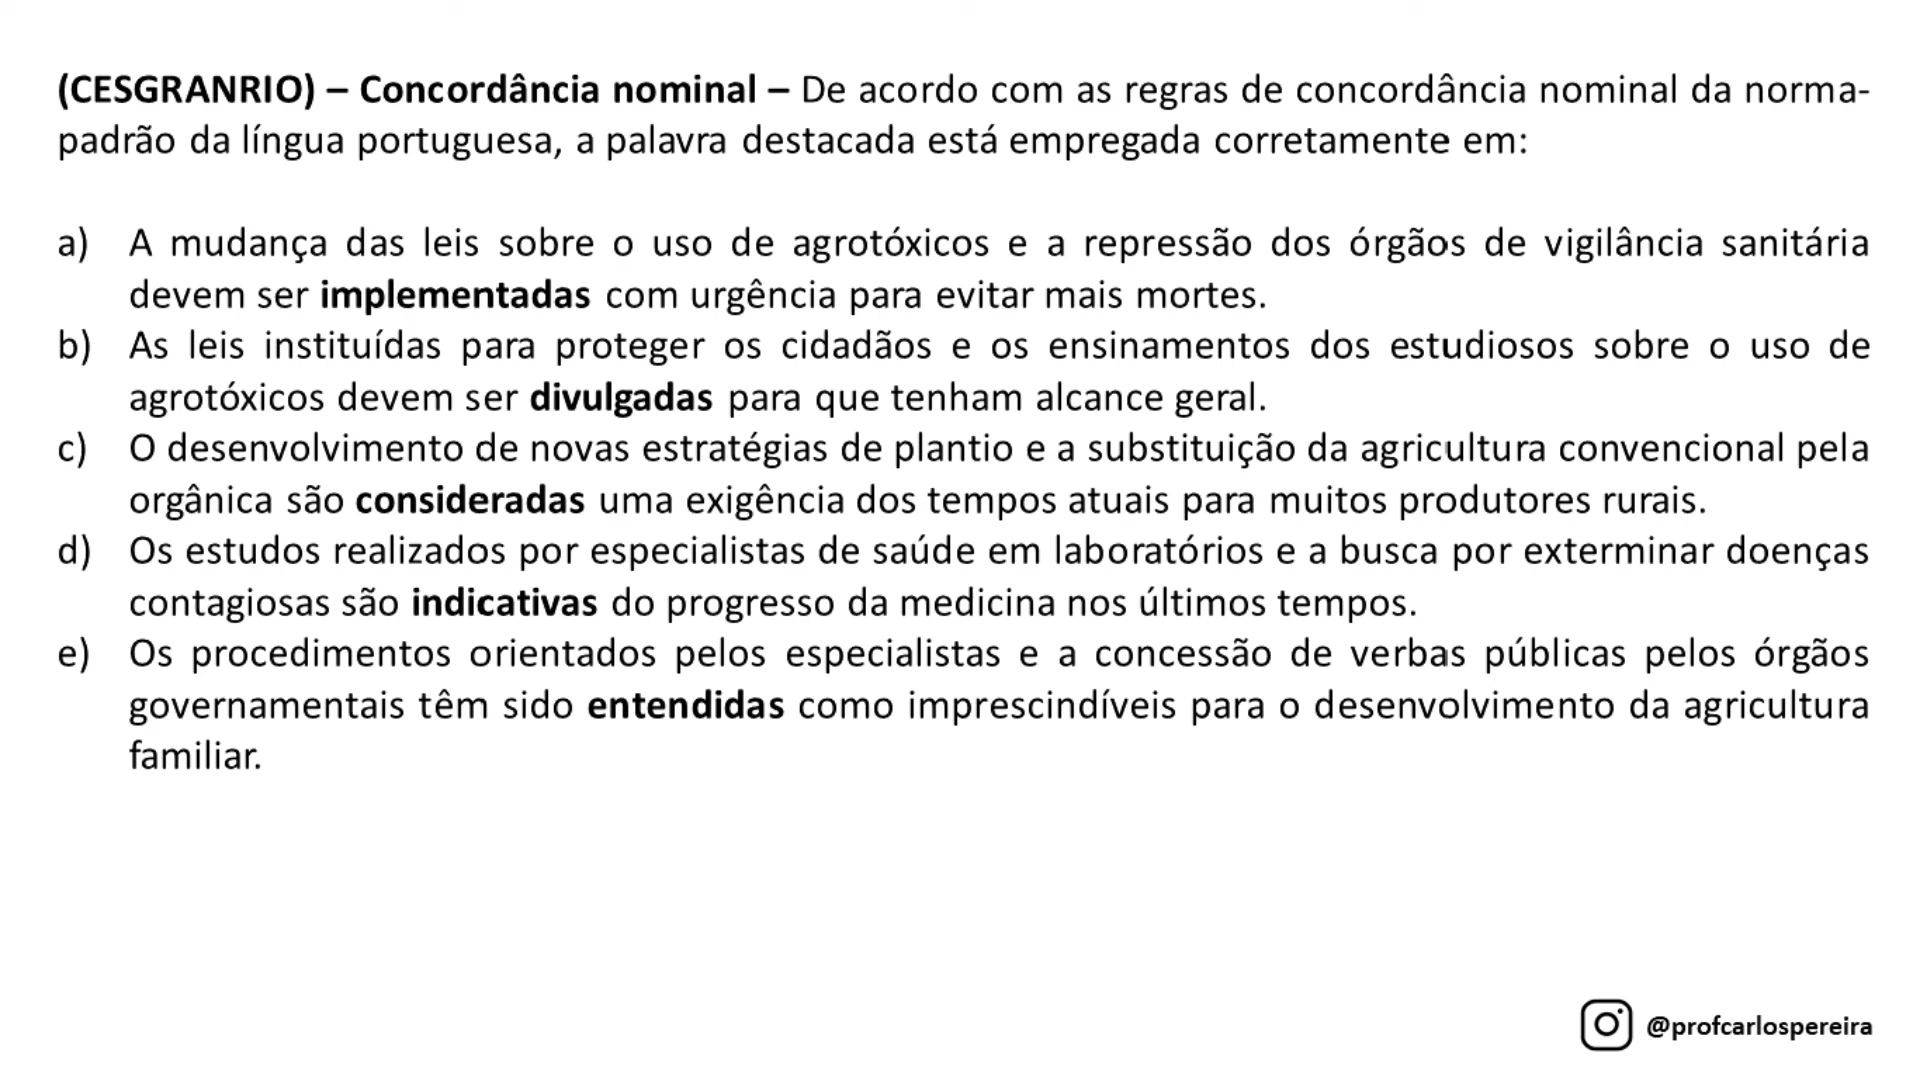 (CESGRANRIO) – Concordância nominal – De acordo com as regras de concordância nominal da norma-
padrão da língua portuguesa, a palavra destacada está empregada corretamente em:
a) A mudança das leis sobre o uso de agrotóxicos e a repressão dos órgãos de vigilância sanitária
devem ser implementadas com urgência para evitar mais mortes.
b) As leis instituídas para proteger os cidadãos e os ensinamentos dos estudiosos sobre o uso de
agrotóxicos devem ser divulgadas para que tenham alcance geral.
c) O desenvolvimento de novas estratégias de plantio e a substituição da agricultura convencional pela
orgânica são consideradas uma exigência dos tempos atuais para muitos produtores rurais.
d) Os estudos realizados por especialistas de saúde em laboratórios e a busca por exterminar doenças
contagiosas são indicativas do progresso da medicina nos últimos tempos.
e) Os procedimentos orientados pelos especialistas e a concessão de verbas públicas pelos órgãos
governamentais têm sido entendidas como imprescindíveis para o desenvolvimento da agricultura
familiar.
@profcarlospereira